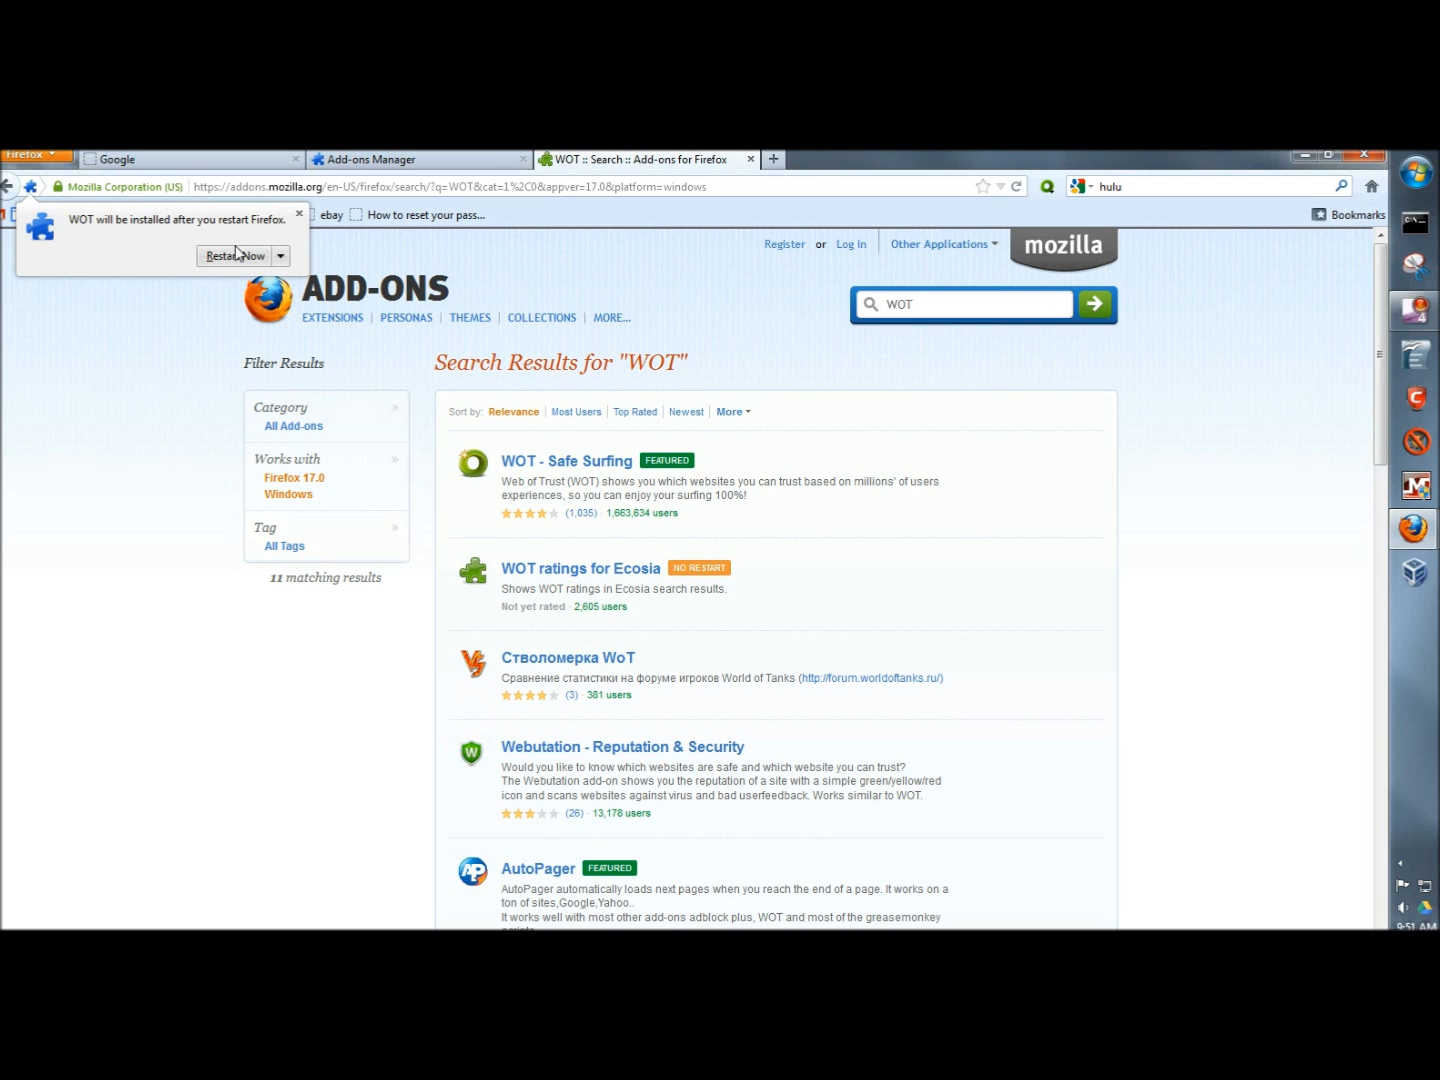 Firefox
Google
Add-ons Manager
WOT :: Search :: Add-ons for Firefox
Mozilla Corporation (US)
https://addons.mozilla.org/en-US/firefox/search/?q=WOT&cat=1%2C0&appver=17.0&platform=windows
hulu
ebay
How to reset your pass...
Bookmarks
WOT will be installed after you restart Firefox.
Restart Now
Register or Log in
Other Applications
mozilla
ADD-ONS
WOT
EXTENSIONS | PERSONAS | THEMES | COLLECTIONS | MORE...
Filter Results
Search Results for "WOT"
Category »
All Add-ons
Works with »
Firefox 17.0
Windows
Tag »
All Tags
11 matching results
Sort by: Relevance | Most Users | Top Rated | Newest | More
WOT - Safe Surfing FEATURED
Web of Trust (WOT) shows you which websites you can trust based on millions' of users
experiences, so you can enjoy your surfing 100%!
(1,035) · 1,663,634 users
WOT ratings for Ecosia NO RESTART
Shows WOT ratings in Ecosia search results.
Not yet rated · 2,605 users
Стволомерка WoT
Сравнение статистики на форуме игроков World of Tanks (http://forum.worldoftanks.ru/)
(3) · 381 users
Webutation - Reputation & Security
Would you like to know which websites are safe and which website you can trust?
The Webutation add-on shows you the reputation of a site with a simple green/yellow/red
icon and scans websites against virus and bad userfeedback. Works similar to WOT.
(26) · 13,178 users
AutoPager FEATURED
AutoPager automatically loads next pages when you reach the end of a page. It works on a
ton of sites,Google,Yahoo..
It works well with most other add-ons adblock plus, WOT and most of the greasemonkey
9:51 AM